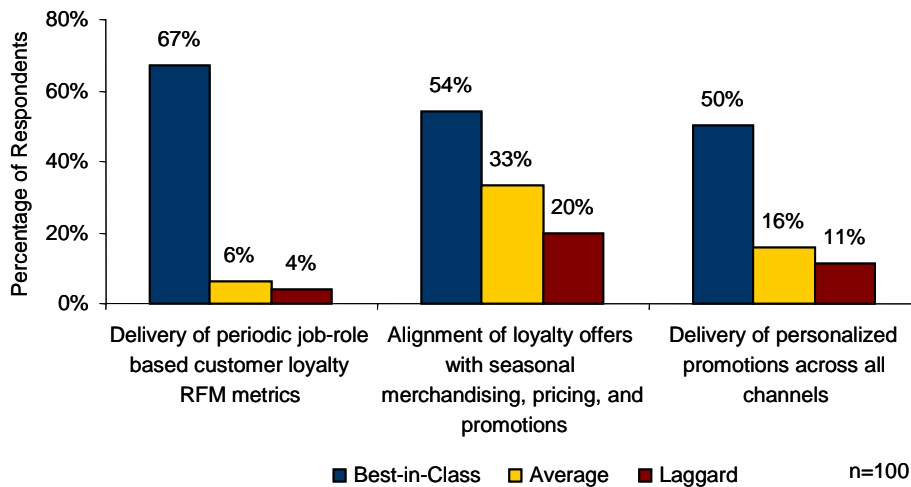 Percentage of Respondents
80%
60%
40%
20%
0%
67%
6%
4%
54%
33%
20%
50%
16%
11%
Delivery of periodic job-role
based customer loyalty
RFM metrics
Alignment of loyalty offers
with seasonal
merchandising, pricing, and
promotions
Delivery of personalized
promotions across all
channels
Best-in-Class Average Laggard
n=100